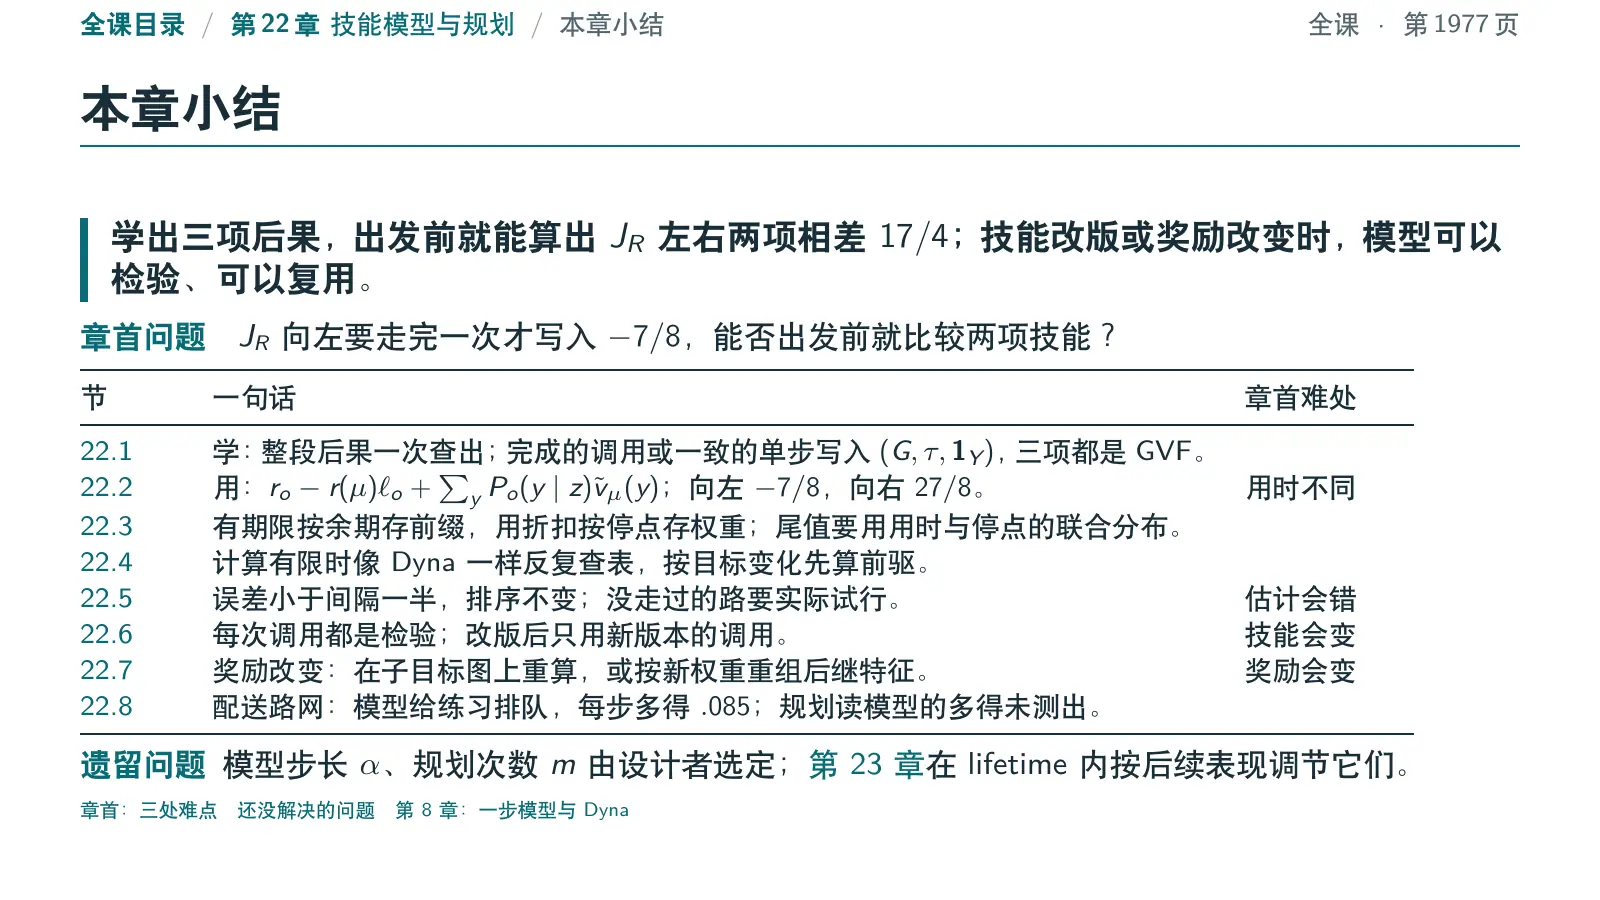 全课目录 / 第 22 章 技能模型与规划 / 本章小结
全课 · 第 1977 页
本章小结
学出三项后果，出发前就能算出 J_R 左右两项相差 17/4；技能改版或奖励改变时，模型可以
检验、可以复用。
章首问题 J_R 向左要走完一次才写入 −7/8，能否出发前就比较两项技能？
节 一句话 章首难处
22.1 学：整段后果一次查出；完成的调用或一致的单步写入 (G, τ, 1_Y)，三项都是 GVF。
22.2 用：r_o − r(μ)ℓ_o + ∑_y P_o(y | z)ṽ_μ(y)；向左 −7/8，向右 27/8。 用时不同
22.3 有期限按余期存前缀，用折扣按停点存权重；尾值要用用时与停点的联合分布。
22.4 计算有限时像 Dyna 一样反复查表，按目标变化先算前驱。
22.5 误差小于间隔一半，排序不变；没走过的路要实际试行。 估计会错
22.6 每次调用都是检验；改版后只用新版本的调用。 技能会变
22.7 奖励改变：在子目标图上重算，或按新权重重组后继特征。 奖励会变
22.8 配送路网：模型给练习排队，每步多得 .085；规划读模型的多得未测出。
遗留问题 模型步长 α、规划次数 m 由设计者选定；第 23 章在 lifetime 内按后续表现调节它们。
章首：三处难点 还没解决的问题 第 8 章：一步模型与 Dyna